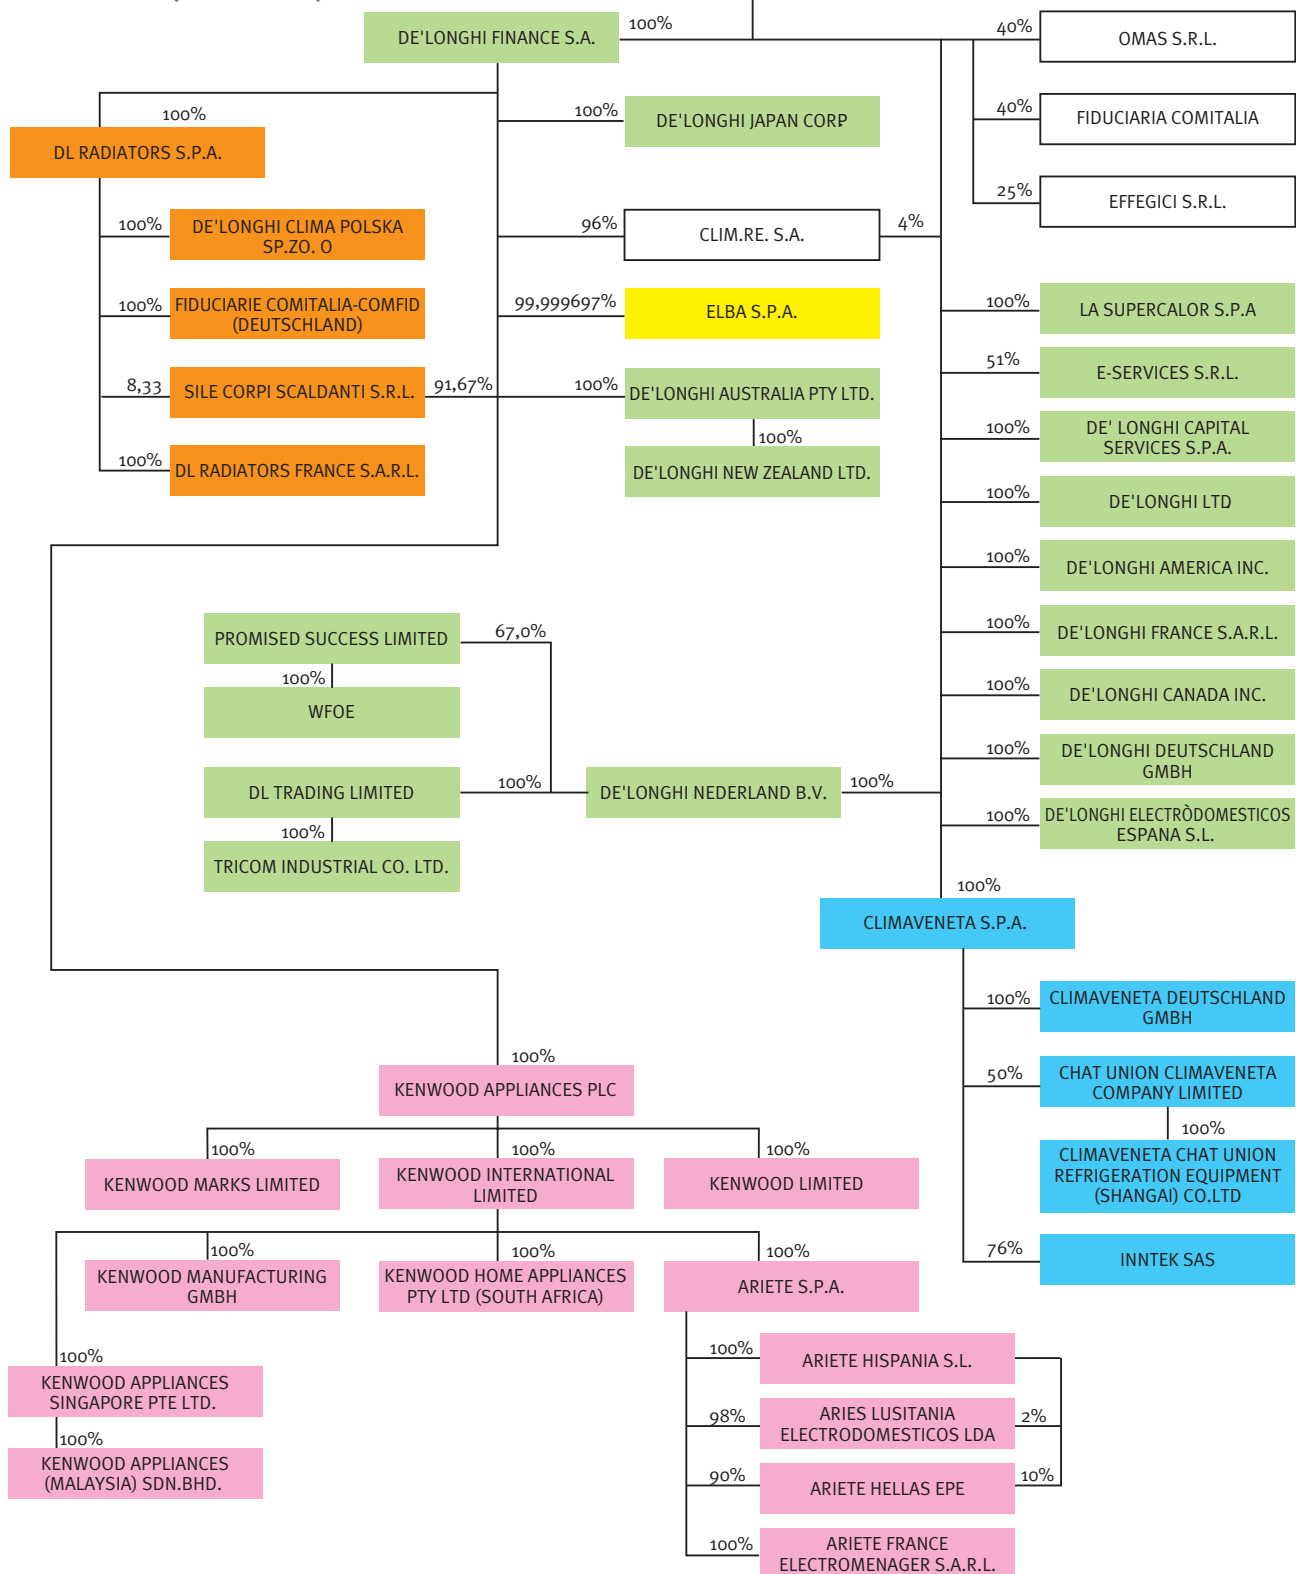 DE'LONGHI FINANCE S.A.
100%
40%
OMAS S.R.L.
100%
DL RADIATORS S.P.A.
100%
DE'LONGHI JAPAN CORP
40%
FIDUCIARIA COMITALIA
25%
EFFEGICI S.R.L.
100%
DE'LONGHI CLIMA POLSKA
SP.ZO. O
96%
CLIM.RE. S.A.
4%
100%
FIDUCIARIE COMITALIA-COMFID
(DEUTSCHLAND)
99,999697%
ELBA S.P.A.
100%
LA SUPERCALOR S.P.A
8,33
SILE CORPI SCALDANTI S.R.L.
91,67%
100%
DE'LONGHI AUSTRALIA PTY LTD.
51%
E-SERVICES S.R.L.
100%
DL RADIATORS FRANCE S.A.R.L.
100%
DE'LONGHI NEW ZEALAND LTD.
100%
DE' LONGHI CAPITAL
SERVICES S.P.A.
100%
DE'LONGHI LTD
100%
DE'LONGHI AMERICA INC.
PROMISED SUCCESS LIMITED
67,0%
100%
DE'LONGHI FRANCE S.A.R.L.
100%
WFOE
100%
DE'LONGHI CANADA INC.
100%
DE'LONGHI DEUTSCHLAND
GMBH
DL TRADING LIMITED
100%
DE'LONGHI NEDERLAND B.V.
100%
100%
DE'LONGHI ELECTRÒDOMESTICOS
ESPANA S.L.
100%
TRICOM INDUSTRIAL CO. LTD.
100%
CLIMAVENETA S.P.A.
100%
CLIMAVENETA DEUTSCHLAND
GMBH
50%
CHAT UNION CLIMAVENETA
COMPANY LIMITED
100%
CLIMAVENETA CHAT UNION
REFRIGERATION EQUIPMENT
(SHANGAI) CO.LTD
76%
INNTEK SAS
100%
KENWOOD APPLIANCES PLC
100%
100%
100%
KENWOOD MARKS LIMITED
KENWOOD INTERNATIONAL
LIMITED
KENWOOD LIMITED
100%
100%
100%
KENWOOD MANUFACTURING
GMBH
KENWOOD HOME APPLIANCES
PTY LTD (SOUTH AFRICA)
ARIETE S.P.A.
100%
KENWOOD APPLIANCES
SINGAPORE PTE LTD.
100%
KENWOOD APPLIANCES
(MALAYSIA) SDN.BHD.
100%
ARIETE HISPANIA S.L.
98%
ARIES LUSITANIA
ELECTRODOMESTICOS LDA
2%
90%
ARIETE HELLAS EPE
10%
100%
ARIETE FRANCE
ELECTROMENAGER S.A.R.L.